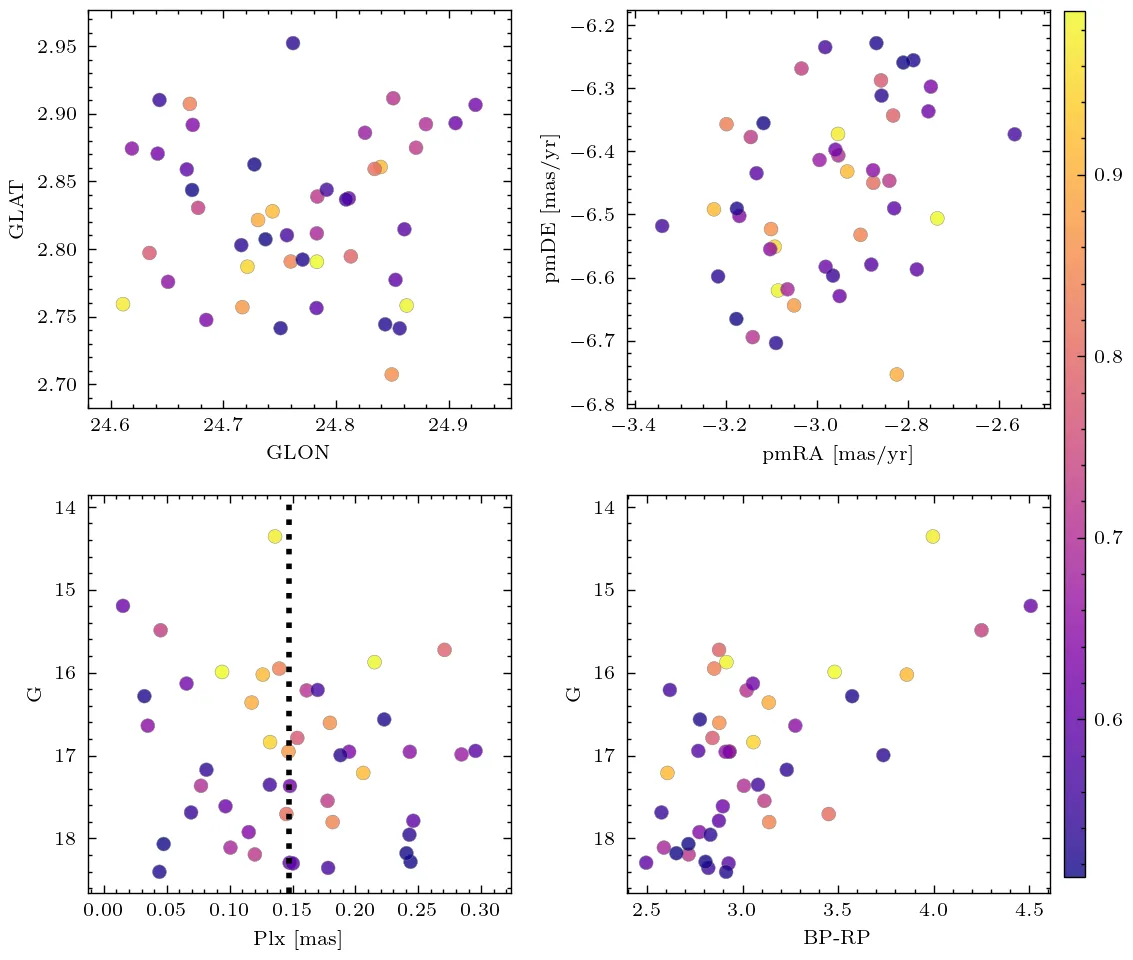 2.95
2.90
2.85
2.80
2.75
2.70
GLAT
24.6 24.7 24.8 24.9
GLON
−6.2
−6.3
−6.4
−6.5
−6.6
−6.7
−6.8
pmDE [mas/yr]
−3.4 −3.2 −3.0 −2.8 −2.6
pmRA [mas/yr]
0.9
0.8
0.7
0.6
14
15
16
17
18
G
0.00 0.05 0.10 0.15 0.20 0.25 0.30
Plx [mas]
14
15
16
17
18
G
2.5 3.0 3.5 4.0 4.5
BP-RP